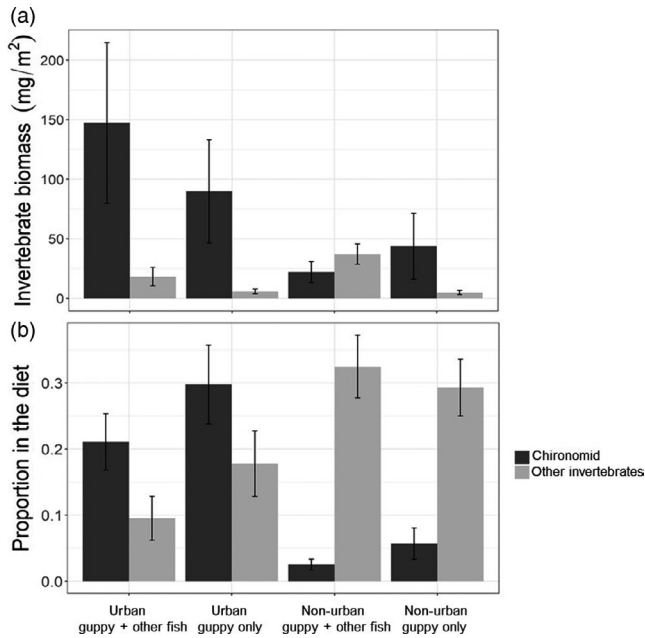 (a)
Invertebrate biomass (mg/m²)
200
150
100
50
0
(b)
Proportion in the diet
0.3
0.2
0.1
0.0
Chironomid
Other invertebrates
Urban
guppy + other fish
Urban
guppy only
Non-urban
guppy + other fish
Non-urban
guppy only